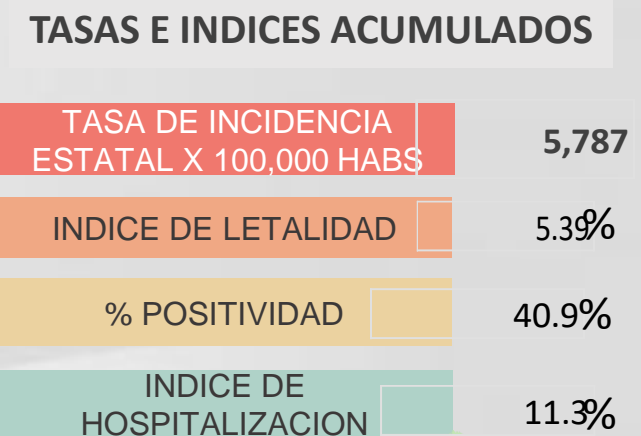 TASAS E INDICES ACUMULADOS
TASA DE INCIDENCIA
ESTATAL X 100,000 HABS
5,787
INDICE DE LETALIDAD
5.39%
% POSITIVIDAD
40.9%
INDICE DE
HOSPITALIZACION
11.3%